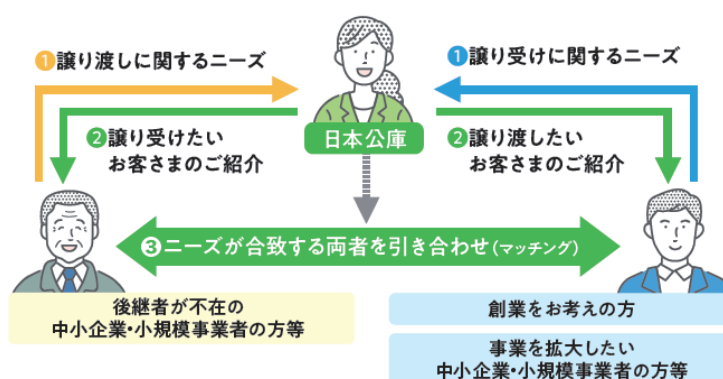 ❶譲り渡しに関するニーズ
❶譲り受けに関するニーズ
❷譲り受けたい
お客さまのご紹介
日本公庫
❷譲り渡したい
お客さまのご紹介
❸ニーズが合致する両者を引き合わせ(マッチング)
後継者が不在の
中小企業・小規模事業者の方等
創業をお考えの方
事業を拡大したい
中小企業・小規模事業者の方等